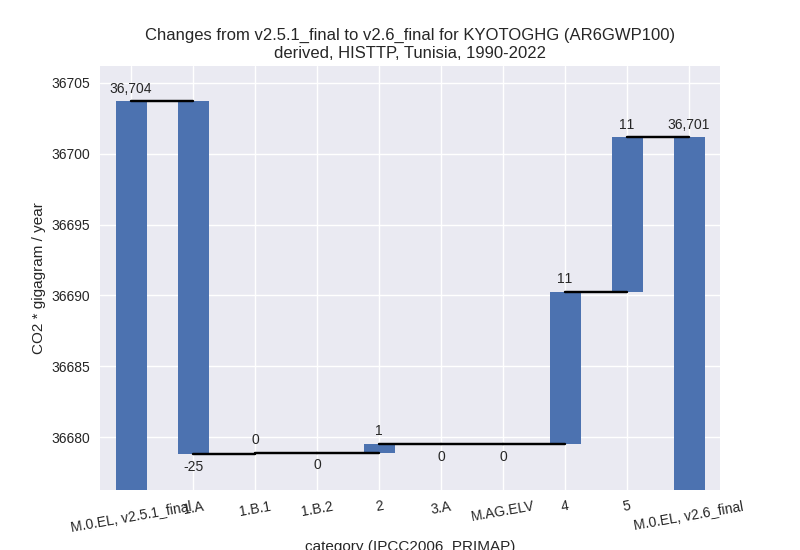 Changes from v2.5.1_final to v2.6_final for KYOTOGHG (AR6GWP100)
derived, HISTTP, Tunisia, 1990-2022
CO2 * gigagram / year
36705
36700
36695
36690
36685
36680
36,704
-25
0
0
1
0
0
11
11
36,701
M.0.EL, v2.5.1_final
1.A
1.B.1
1.B.2
2
3.A
M.AG.ELV
4
5
M.0.EL, v2.6_final
category (IPCC2006_PRIMAP)